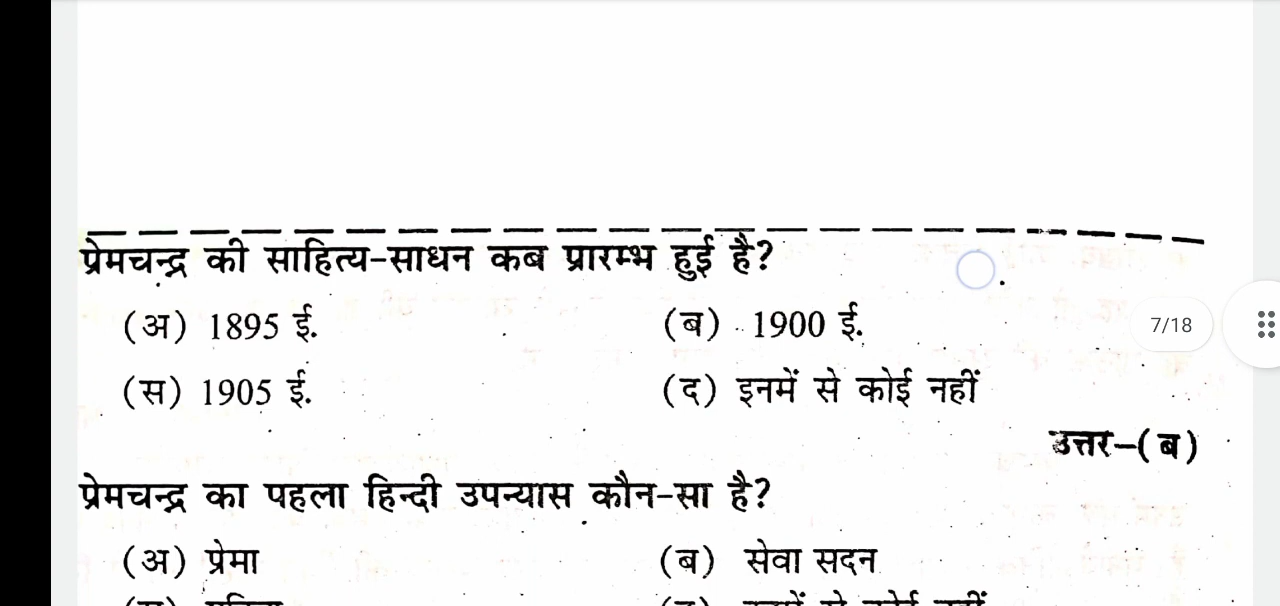 प्रेमचन्द्र की साहित्य-साधन कब प्रारम्भ हुई है?
(अ) 1895 ई. (ब) 1900 ई.
7/18
(स) 1905 ई. (द) इनमें से कोई नहीं
उत्तर–(ब)
प्रेमचन्द्र का पहला हिन्दी उपन्यास कौन-सा है?
(अ) प्रेमा (ब) सेवा सदन